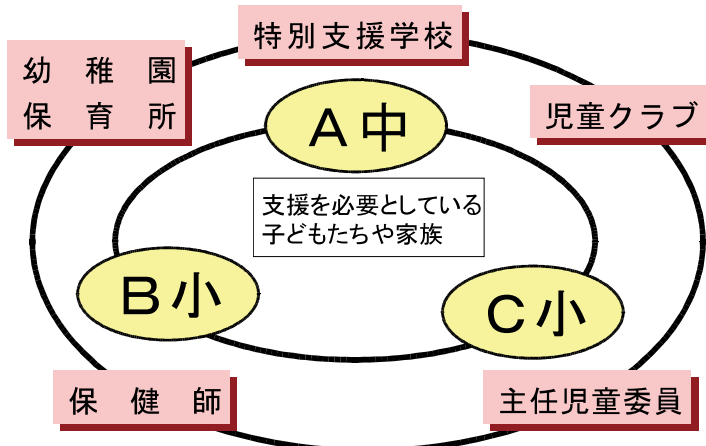 特別支援学校
幼稚園
保育所
児童クラブ
A中
支援を必要としている
子どもたちや家族
B小
C小
保健師
主任児童委員